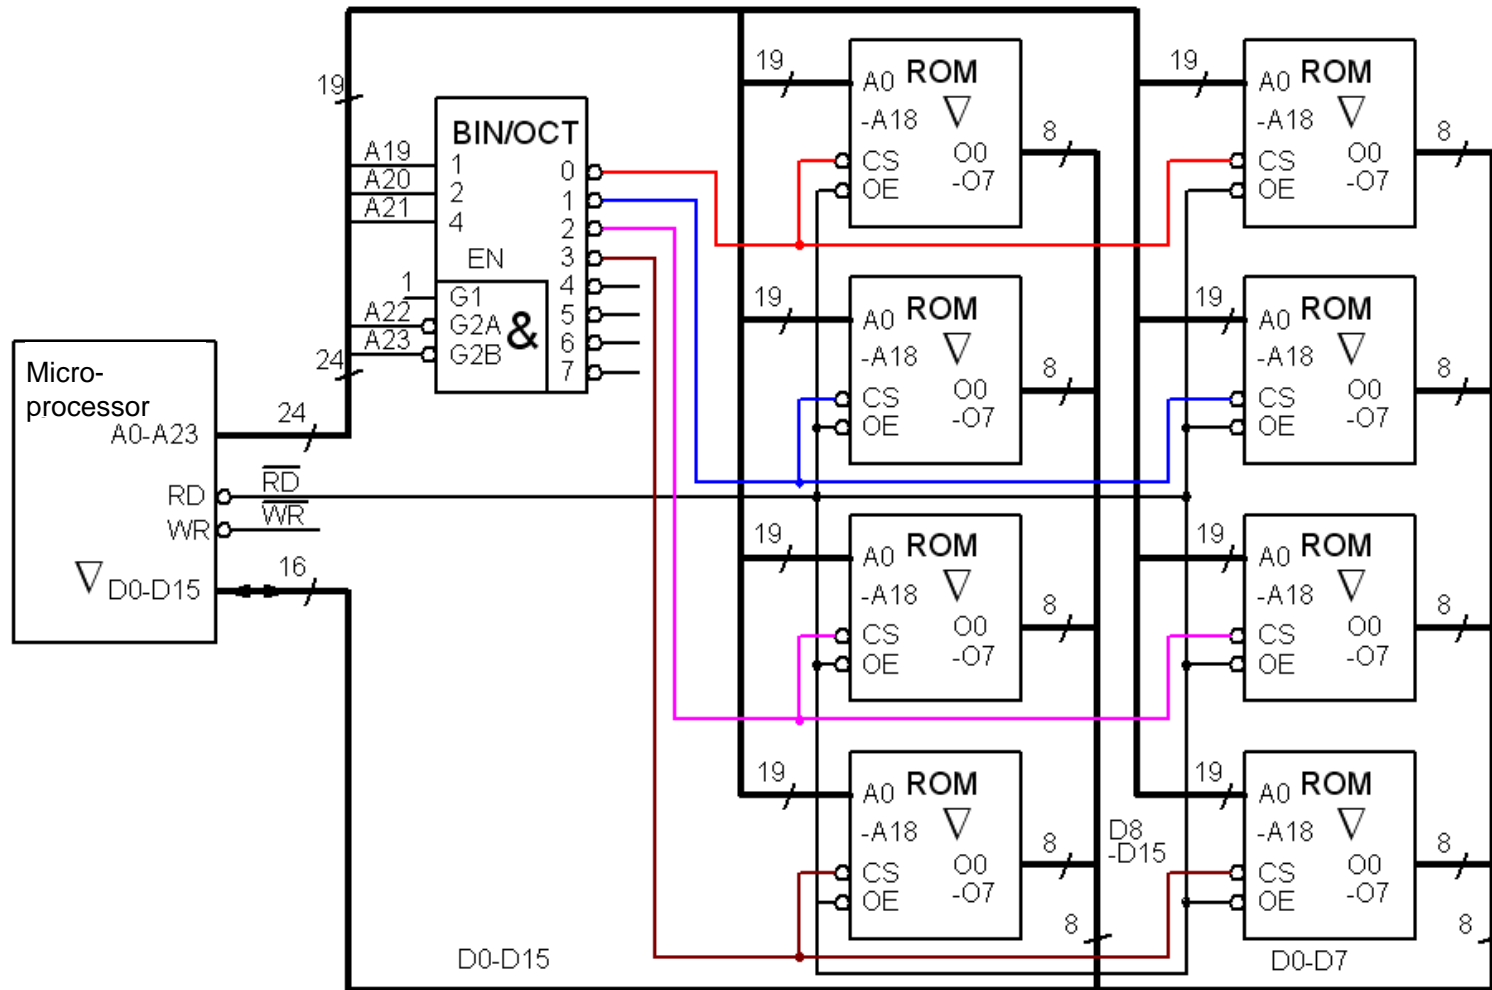 19
A19
A20
A21
1
A22
A23
24
BIN/OCT
1
2
4
EN
G1
G2A
G2B
&
0
1
2
3
4
5
6
7
Micro-
processor
A0-A23
RD
WR
D0-D15
24
RD
WR
16
19
A0 ROM
-A18
CS O0
OE -O7
8
19
A0 ROM
-A18
CS O0
OE -O7
8
19
A0 ROM
-A18
CS O0
OE -O7
8
19
A0 ROM
-A18
CS O0
OE -O7
8
19
A0 ROM
-A18
CS O0
OE -O7
8
19
A0 ROM
-A18
CS O0
OE -O7
8
19
A0 ROM
-A18
CS O0
OE -O7
8
19
A0 ROM
-A18
CS O0
OE -O7
8
D8
-D15
8
8
D0-D15
D0-D7